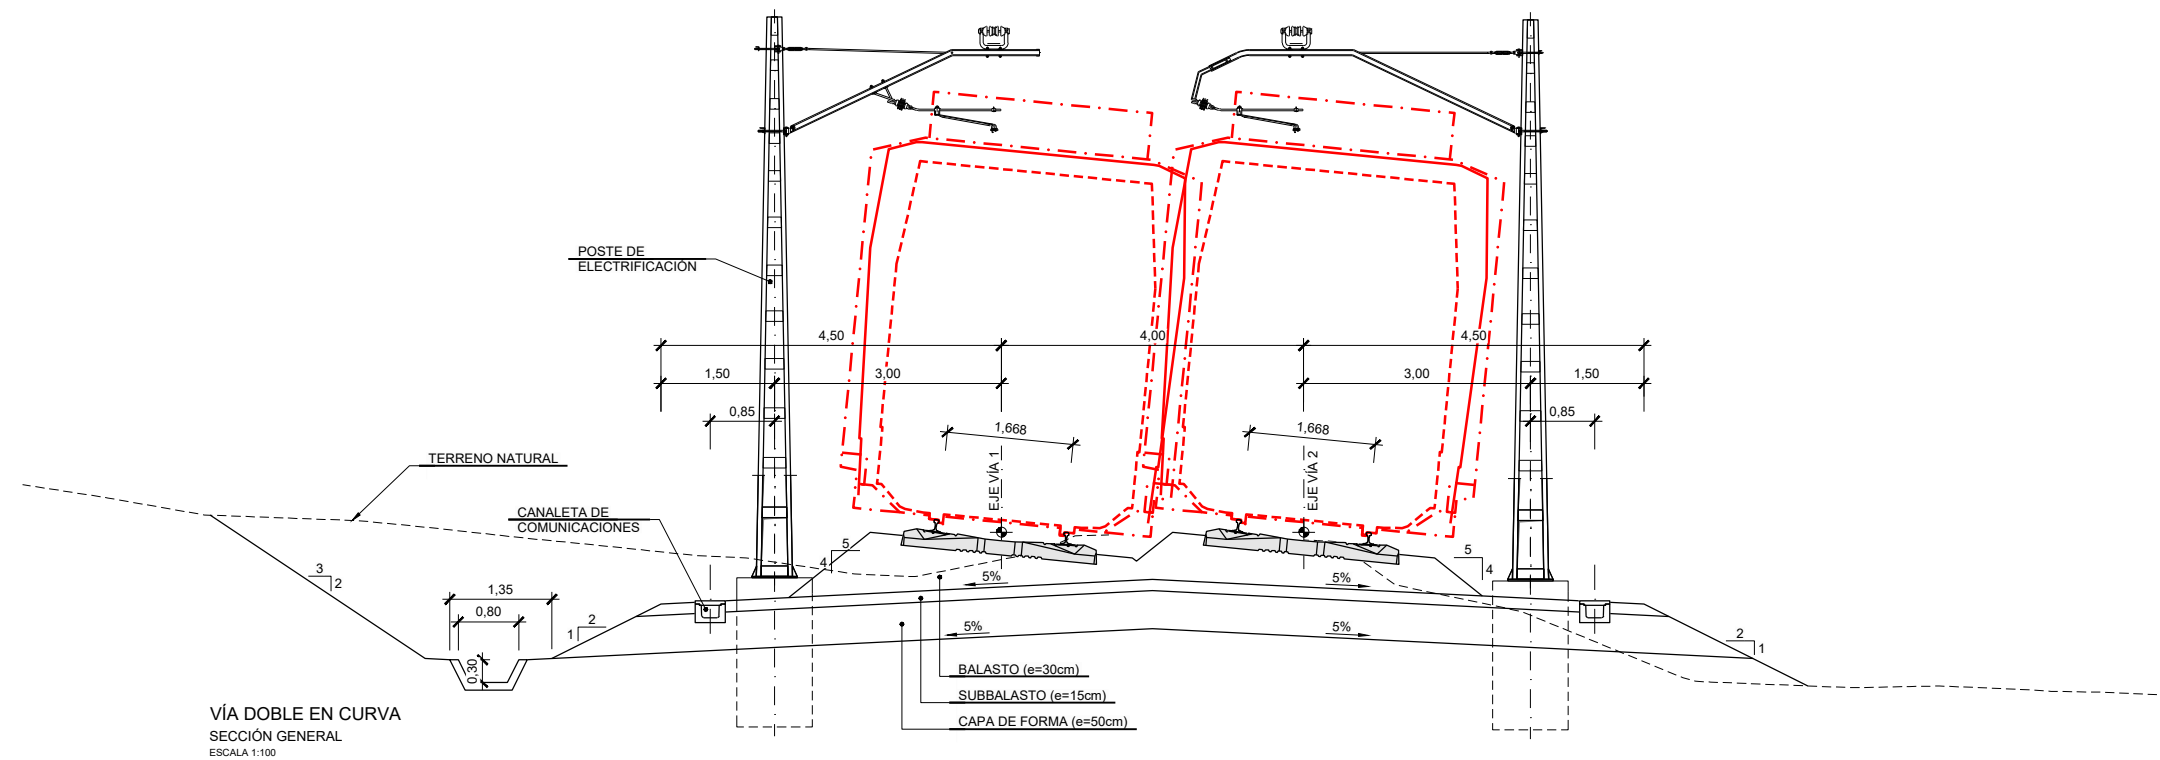 POSTE DE
ELECTRIFICACIÓN
4,50
4,00
4,50
1,50
3,00
3,00
1,50
0,85
0,85
1,668
1,668
EJE VÍA 1
EJE VÍA 2
TERRENO NATURAL
CANALETA DE
COMUNICACIONES
5
4
5
4
3
2
1,35
0,80
2
1
0,30
5%
5%
5%
5%
2
1
BALASTO (e=30cm)
SUBBALASTO (e=15cm)
CAPA DE FORMA (e=50cm)
VÍA DOBLE EN CURVA
SECCIÓN GENERAL
ESCALA 1:100